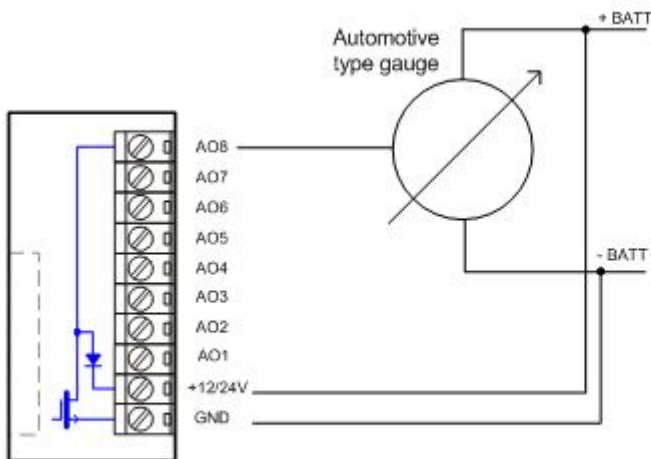 + BATT
Automotive
type gauge
AO8
AO7
AO6
AO5
AO4
- BATT
AO3
AO2
AO1
+12/24V
GND